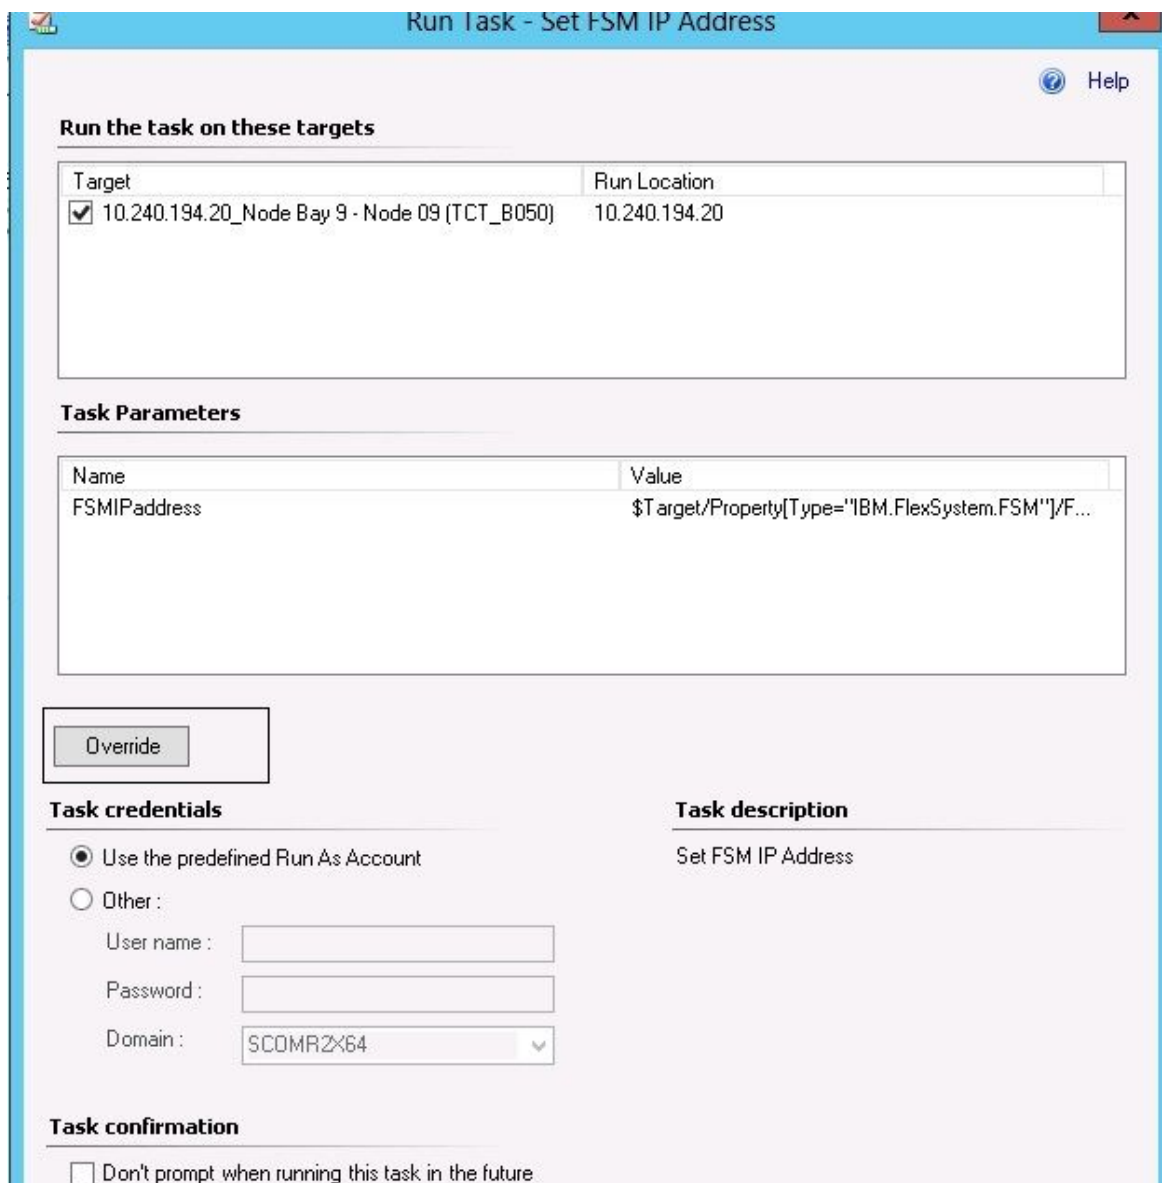 Run Task - Set FSM IP Address
Help
Run the task on these targets
Target Run Location
10.240.194.20_Node Bay 9 - Node 09 (TCT_B050) 10.240.194.20
Task Parameters
Name Value
FSMIPaddress $Target/Property[Type="IBM.FlexSystem.FSM"]/F...
Override
Task credentials Task description
Use the predefined Run As Account Set FSM IP Address
Other :
User name :
Password :
Domain : SCOMR2X64
Task confirmation
Don't prompt when running this task in the future